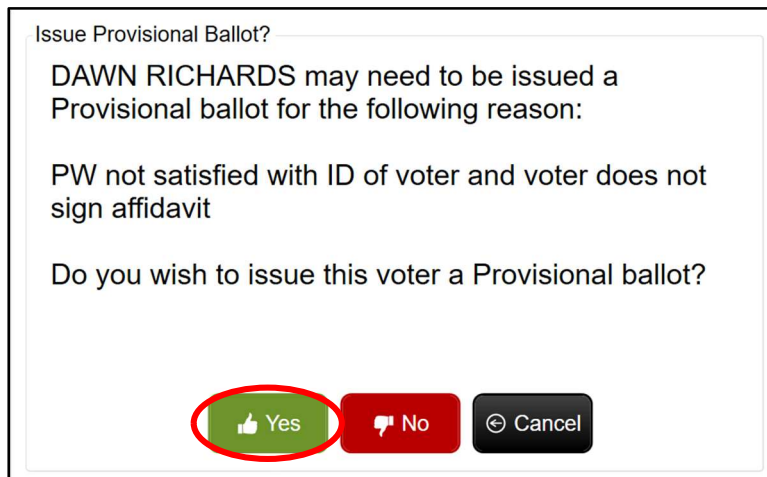 Issue Provisional Ballot?
DAWN RICHARDS may need to be issued a
Provisional ballot for the following reason:
PW not satisfied with ID of voter and voter does not
sign affidavit
Do you wish to issue this voter a Provisional ballot?
Yes No Cancel